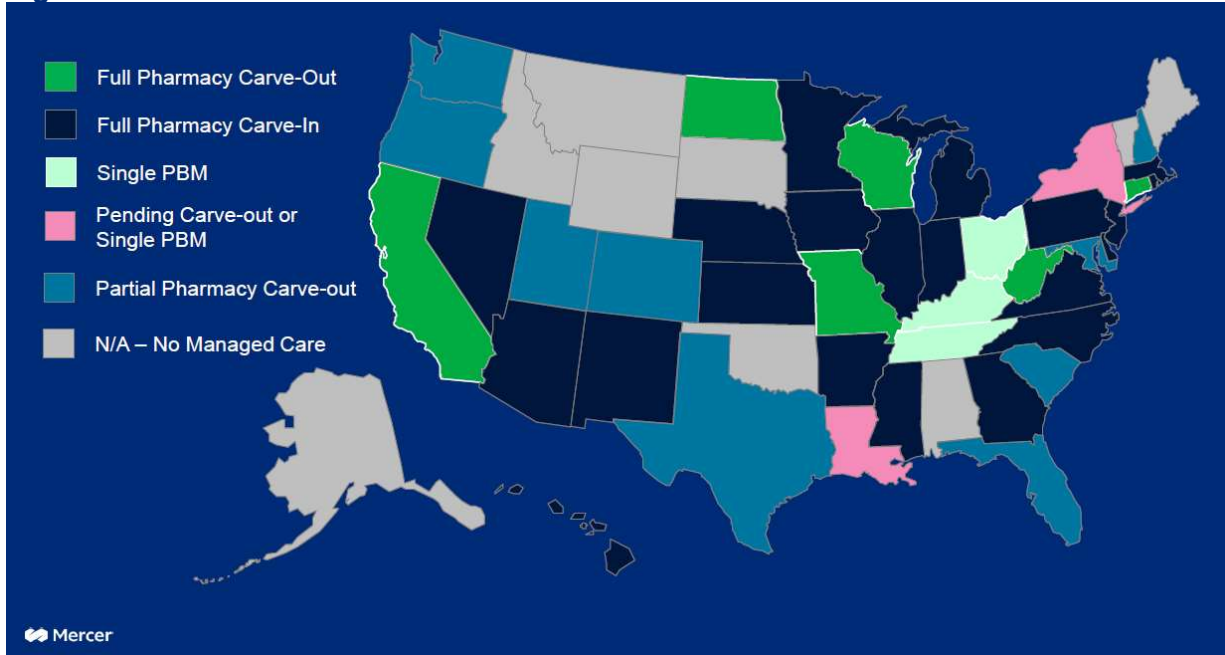 Full Pharmacy Carve-Out
Full Pharmacy Carve-In
Single PBM
Pending Carve-out or
Single PBM
Partial Pharmacy Carve-out
N/A – No Managed Care
Mercer